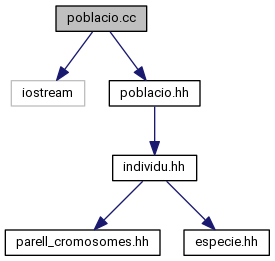 poblacio.cc
iostream
poblacio.hh
individu.hh
parell_cromosomes.hh
especie.hh